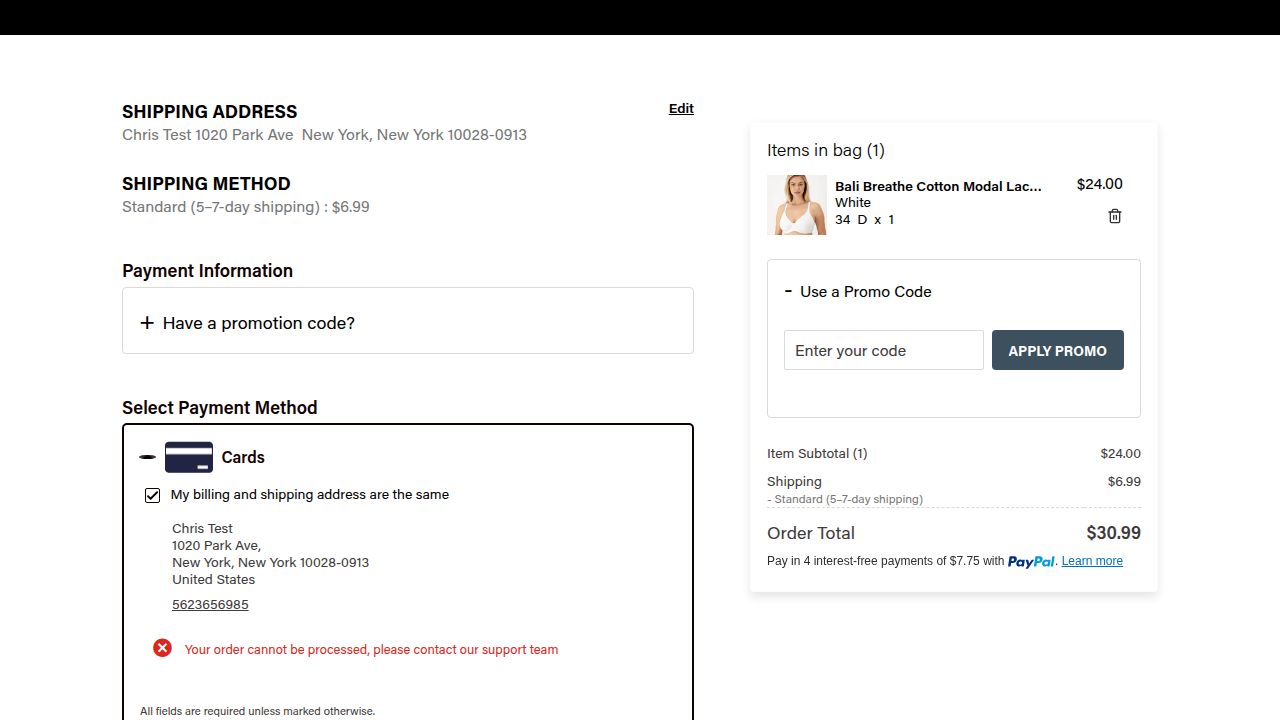 SHIPPING ADDRESS
Edit
Chris Test 1020 Park Ave  New York, New York 10028-0913
SHIPPING METHOD
Standard (5–7-day shipping) : $6.99
Payment Information
+ Have a promotion code?
Select Payment Method
Cards
My billing and shipping address are the same
Chris Test
1020 Park Ave,
New York, New York 10028-0913
United States
5623656985
Your order cannot be processed, please contact our support team
All fields are required unless marked otherwise.
Items in bag (1)
Bali Breathe Cotton Modal Lac...
$24.00
White
34 D x 1
- Use a Promo Code
Enter your code
APPLY PROMO
Item Subtotal (1) $24.00
Shipping $6.99
- Standard (5–7-day shipping)
Order Total $30.99
Pay in 4 interest-free payments of $7.75 with PayPal. Learn more